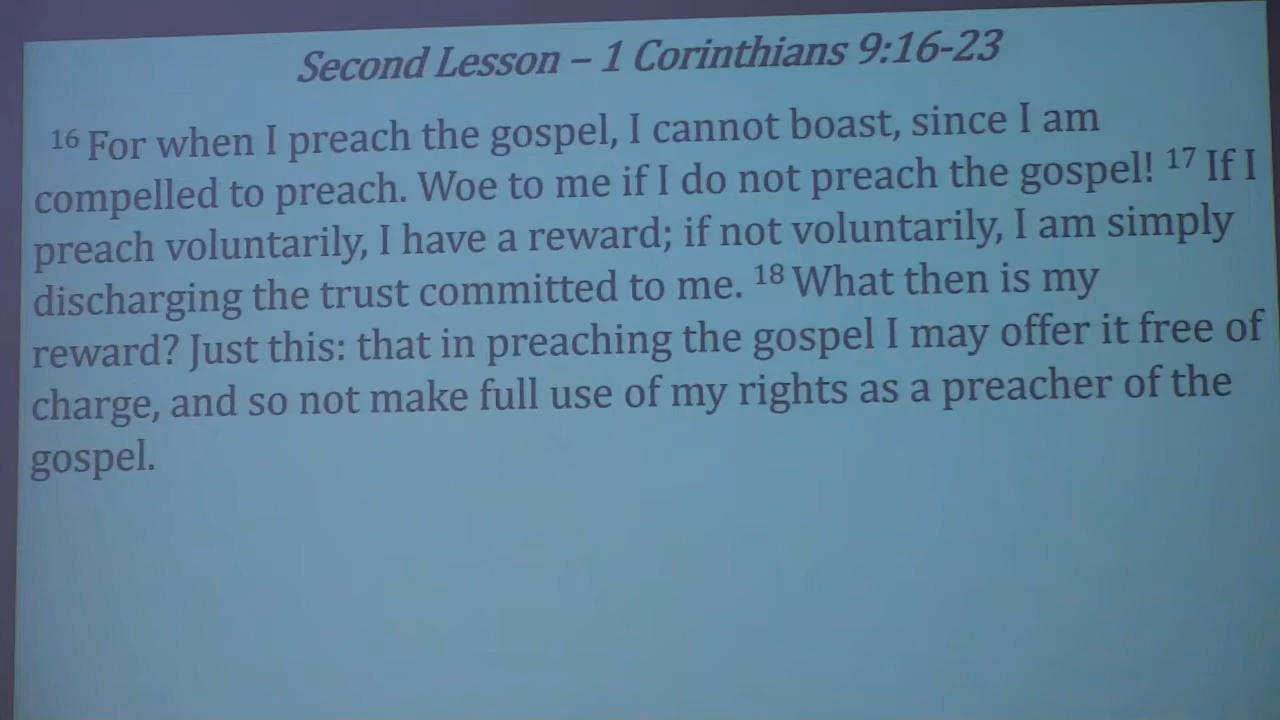 Second Lesson – 1 Corinthians 9:16-23
16 For when I preach the gospel, I cannot boast, since I am
compelled to preach. Woe to me if I do not preach the gospel! 17 If I
preach voluntarily, I have a reward; if not voluntarily, I am simply
discharging the trust committed to me. 18 What then is my
reward? Just this: that in preaching the gospel I may offer it free of
charge, and so not make full use of my rights as a preacher of the
gospel.